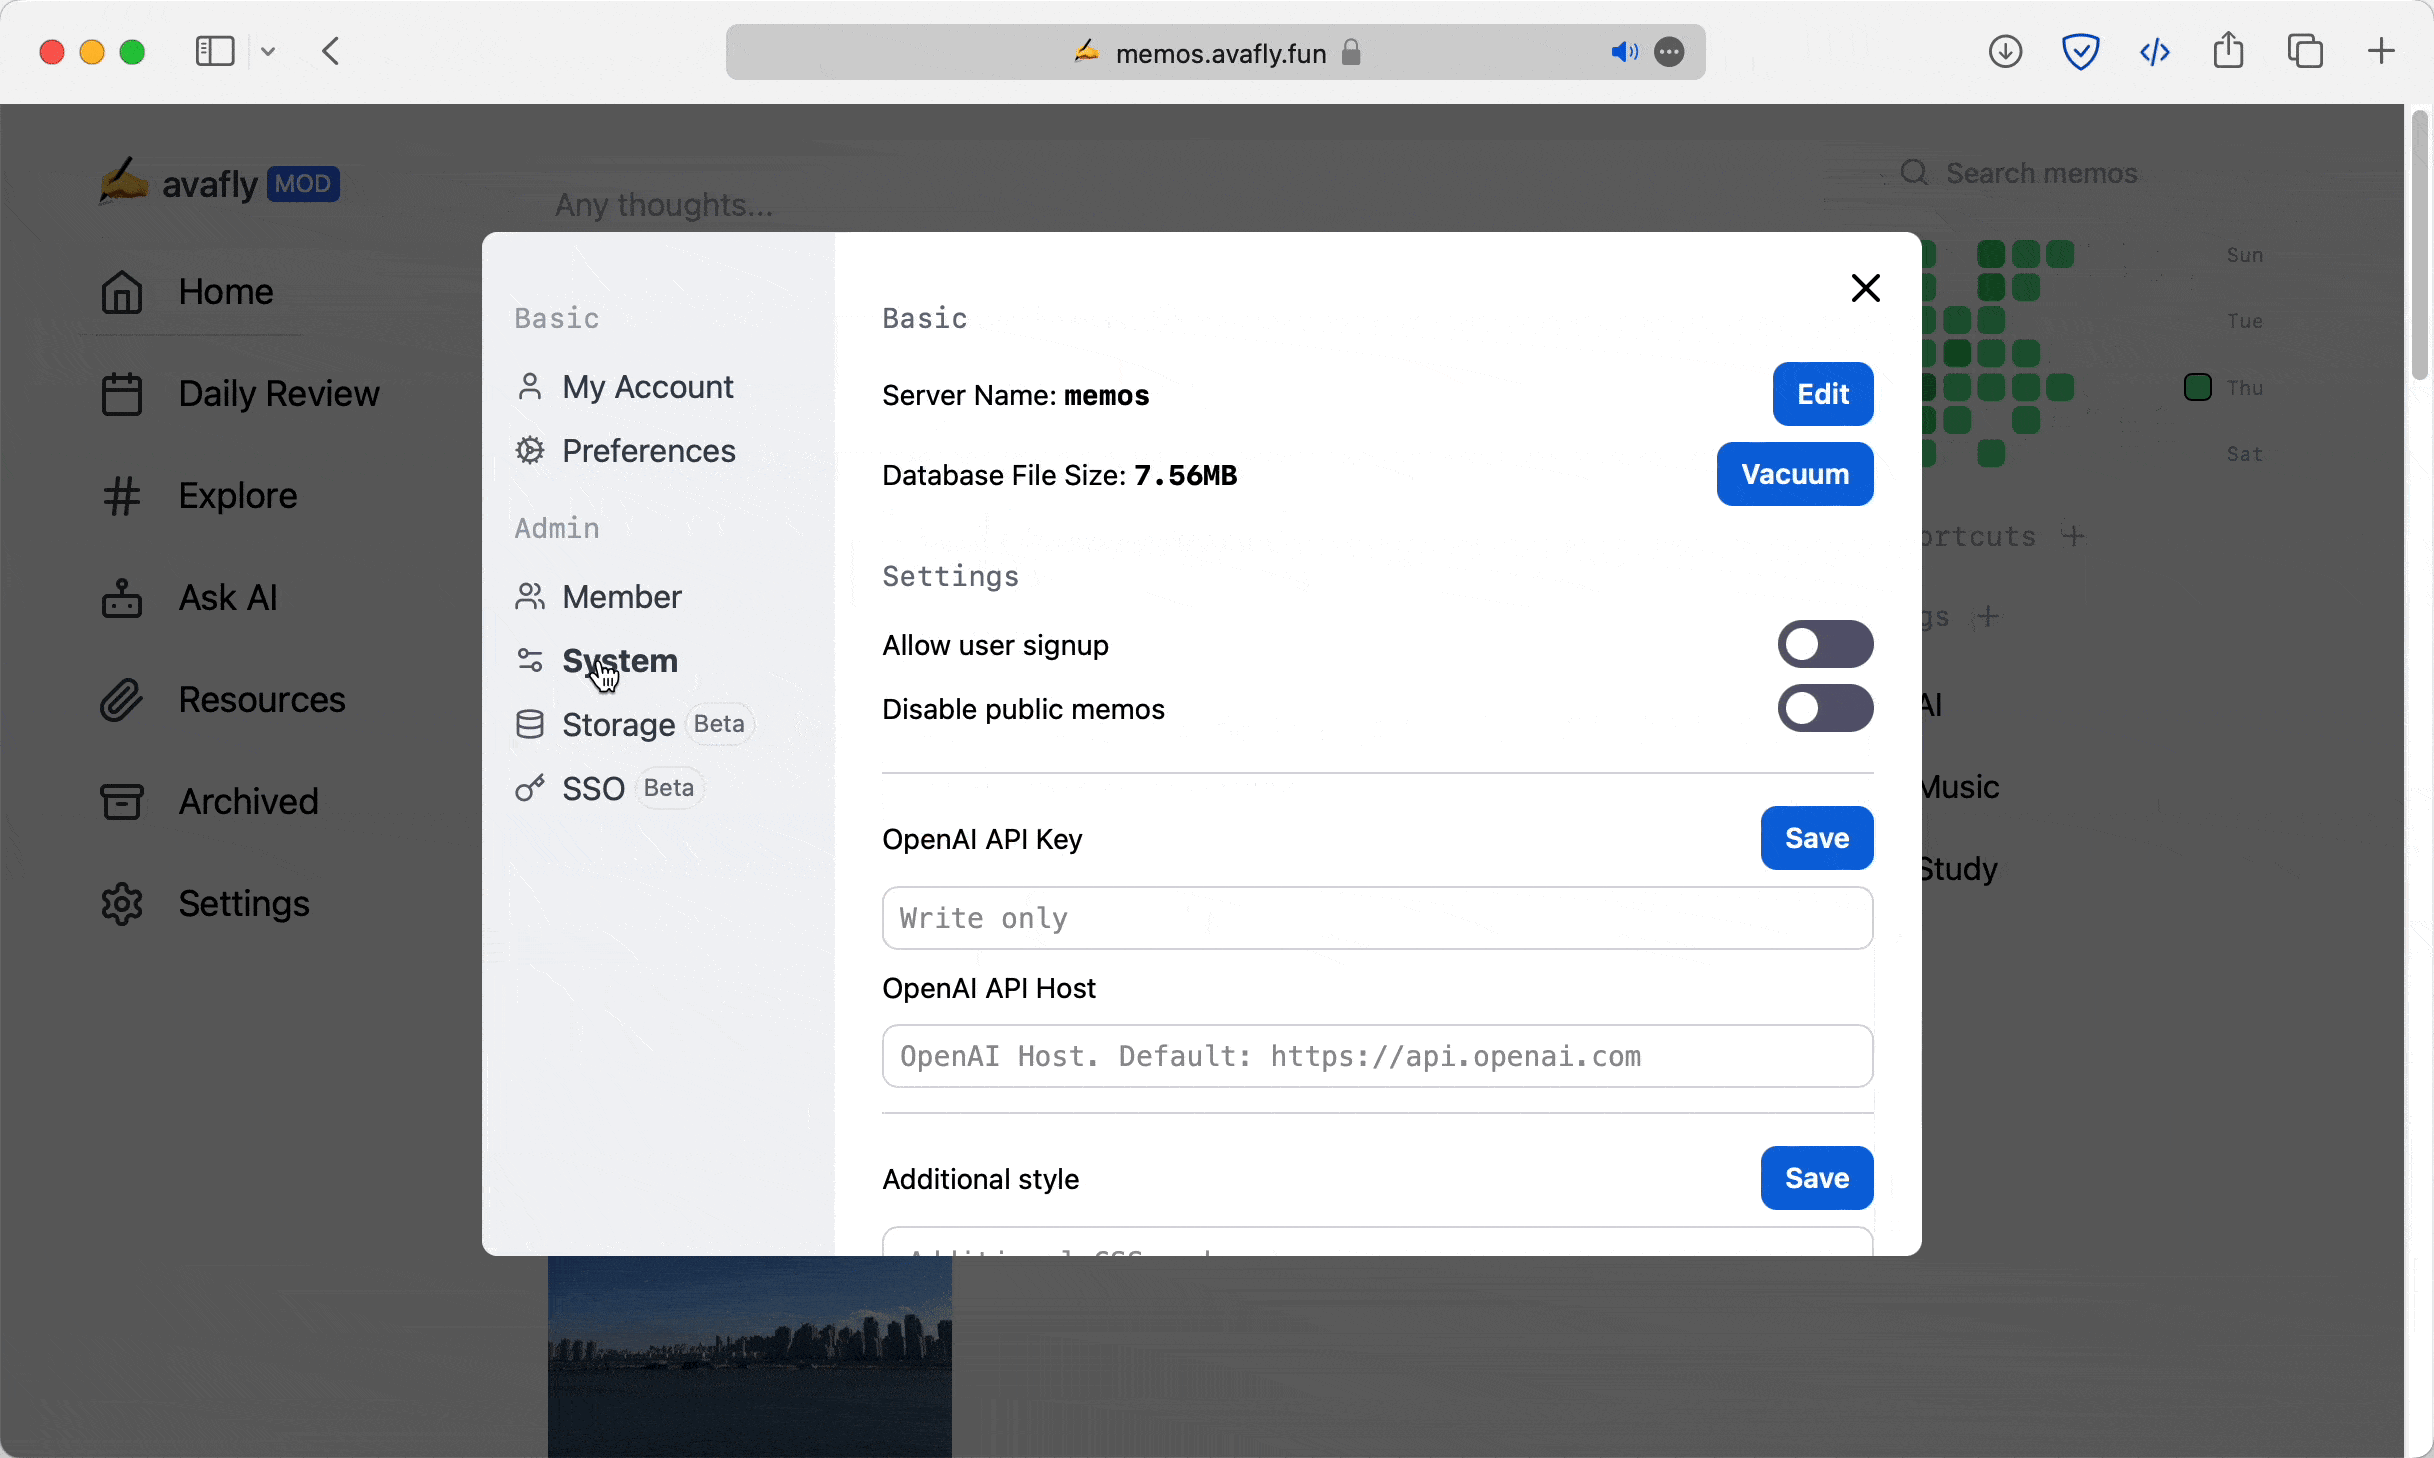 memos.avafly.fun
avafly MOD
Home
Daily Review
Explore
Ask AI
Resources
Archived
Settings
Any thoughts...
Search memos
Sun
Tue
Thu
Sat
AI
Music
Study
Basic
My Account
Preferences
Admin
Member
System
Storage Beta
SSO Beta
Basic
Server Name: memos
Edit
Database File Size: 7.56MB
Vacuum
Settings
Allow user signup
Disable public memos
OpenAI API Key
Save
Write only
OpenAI API Host
OpenAI Host. Default: https://api.openai.com
Additional style
Save